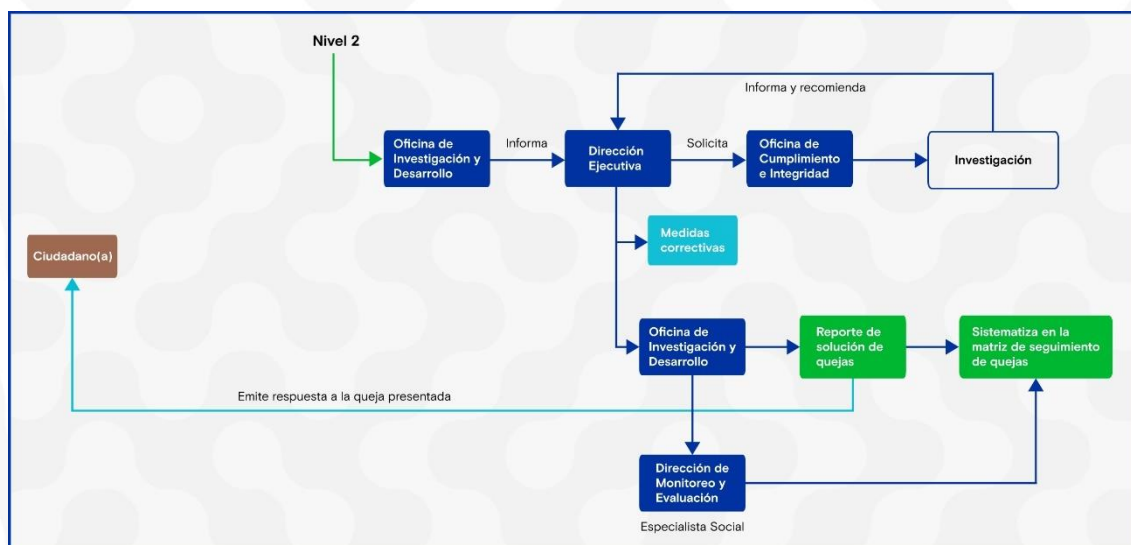 Nivel 2
Informa y recomienda
Oficina de
Investigación y
Desarrollo
Informa
Dirección
Ejecutiva
Solicita
Oficina de
Cumplimiento
e Integridad
Investigación
Medidas
correctivas
Ciudadano(a)
Oficina de
Investigación y
Desarrollo
Reporte de
solución de
quejas
Sistematiza en la
matriz de seguimiento
de quejas
Emite respuesta a la queja presentada
Dirección de
Monitoreo y
Evaluación
Especialista Social